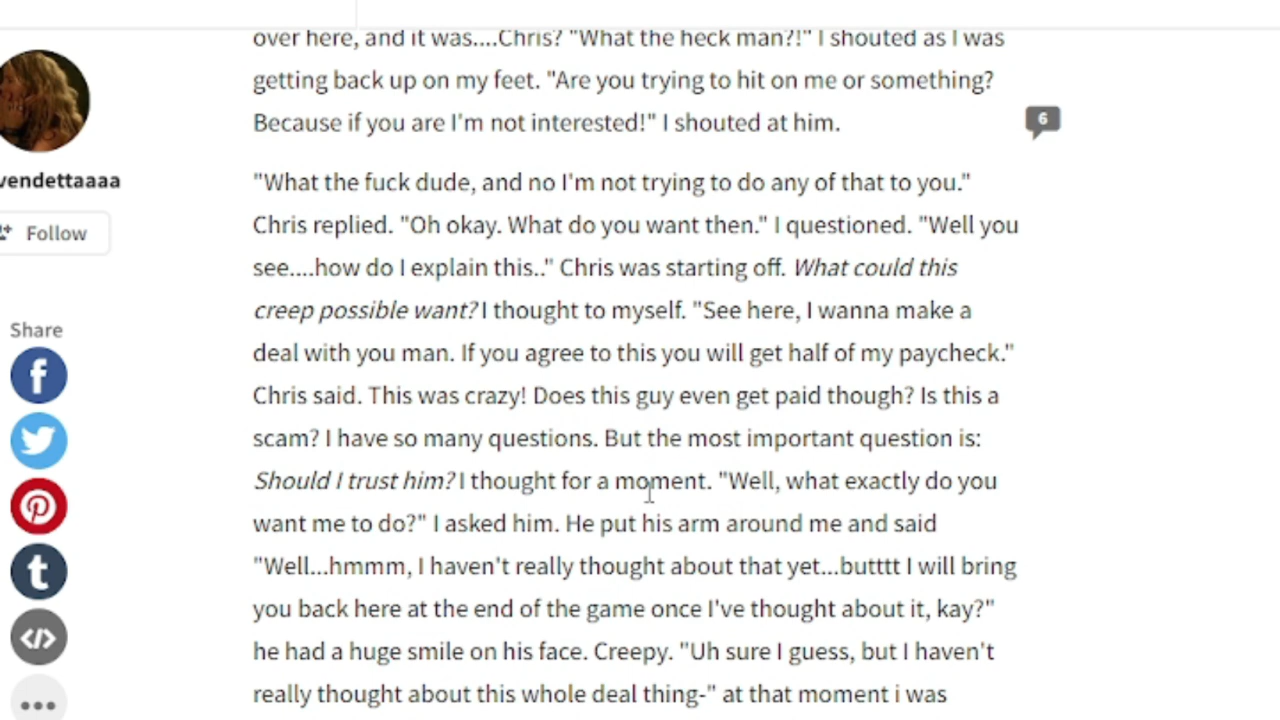 over here, and it was....Chris? "What the heck man?!" I shouted as I was
getting back up on my feet. "Are you trying to hit on me or something?
Because if you are I'm not interested!" I shouted at him.
6
"What the fuck dude, and no I'm not trying to do any of that to you."
vendettaaaa
Chris replied. "Oh okay. What do you want then." I questioned. "Well you
Follow
see....how do I explain this.." Chris was starting off. What could this
creep possible want? I thought to myself. "See here, I wanna make a
Share
deal with you man. If you agree to this you will get half of my paycheck."
Chris said. This was crazy! Does this guy even get paid though? Is this a
scam? I have so many questions. But the most important question is:
Should I trust him? I thought for a moment. "Well, what exactly do you
want me to do?" I asked him. He put his arm around me and said
"Well...hmmm, I haven't really thought about that yet...butttt I will bring
you back here at the end of the game once I've thought about it, kay?"
he had a huge smile on his face. Creepy. "Uh sure I guess, but I haven't
really thought about this whole deal thing-" at that moment i was